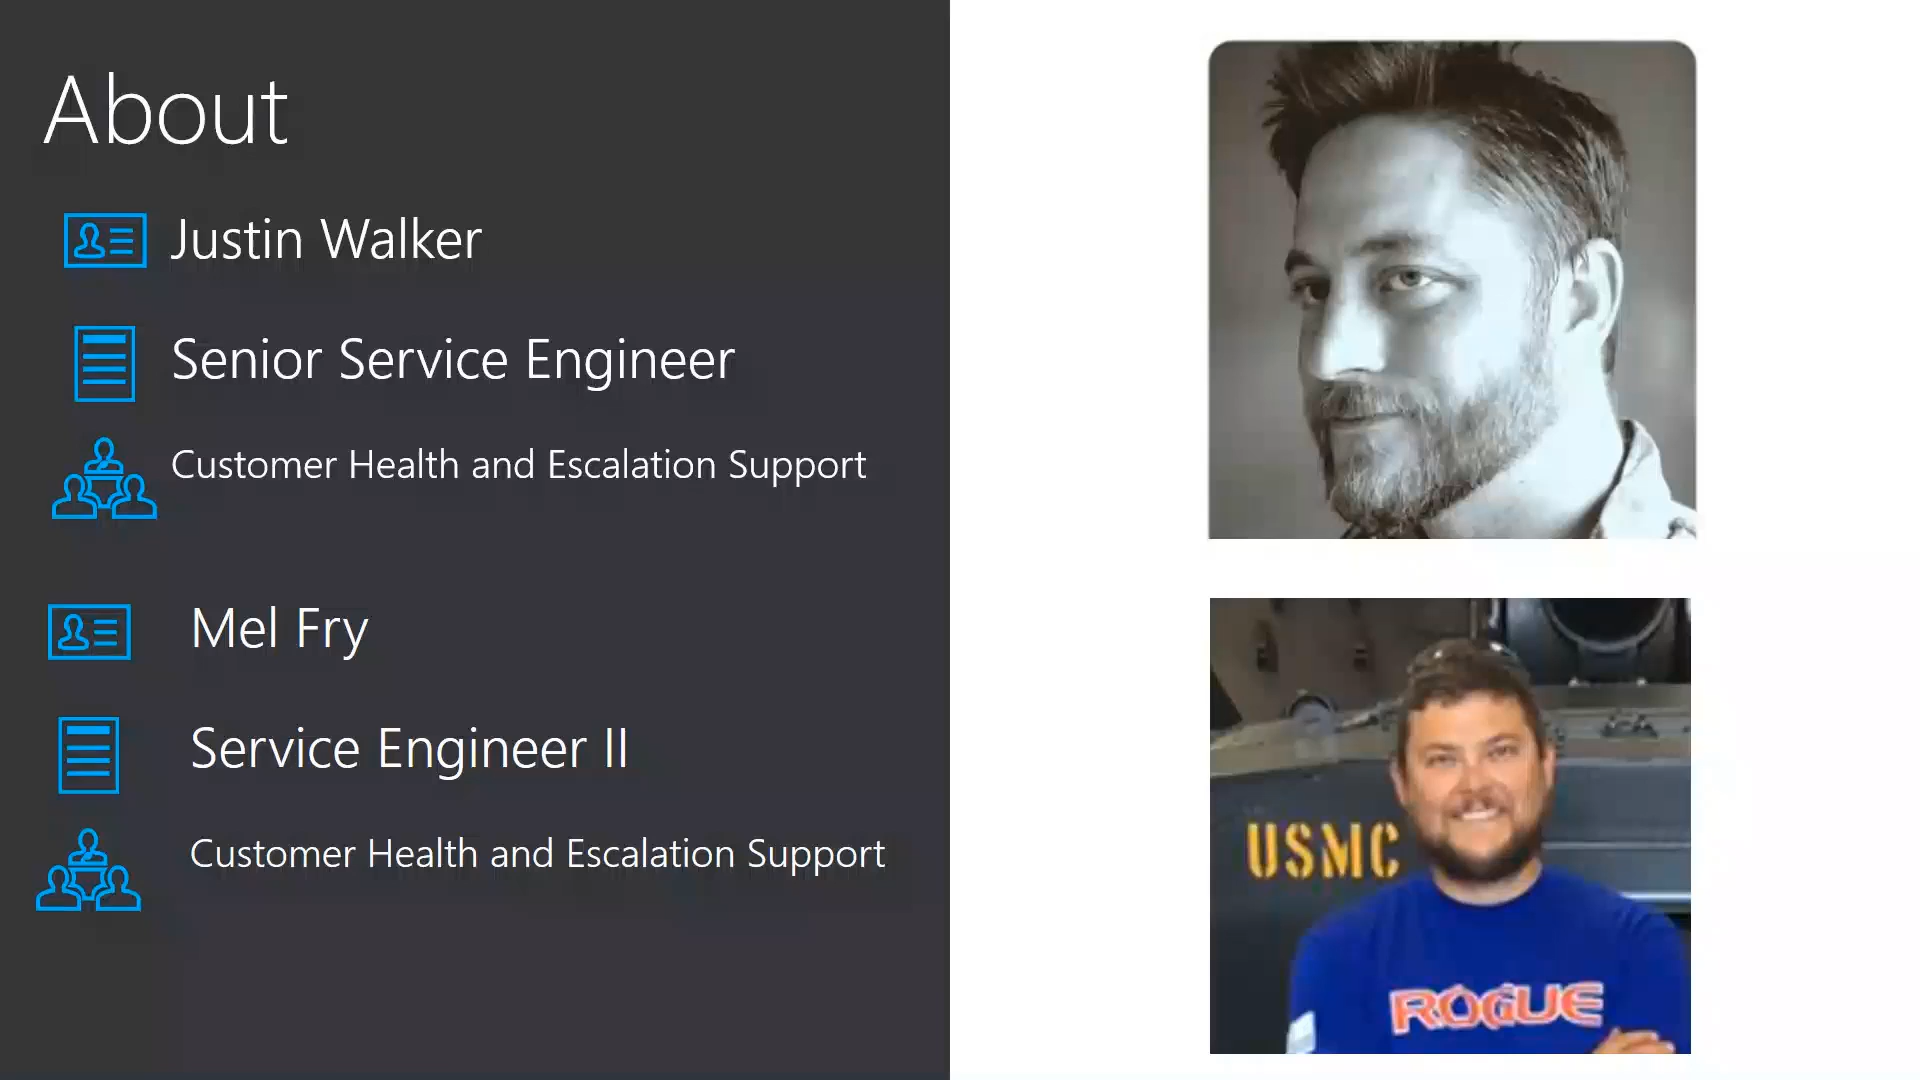 About
Justin Walker
Senior Service Engineer
Customer Health and Escalation Support
Mel Fry
Service Engineer II
Customer Health and Escalation Support
USMC
ROGUE